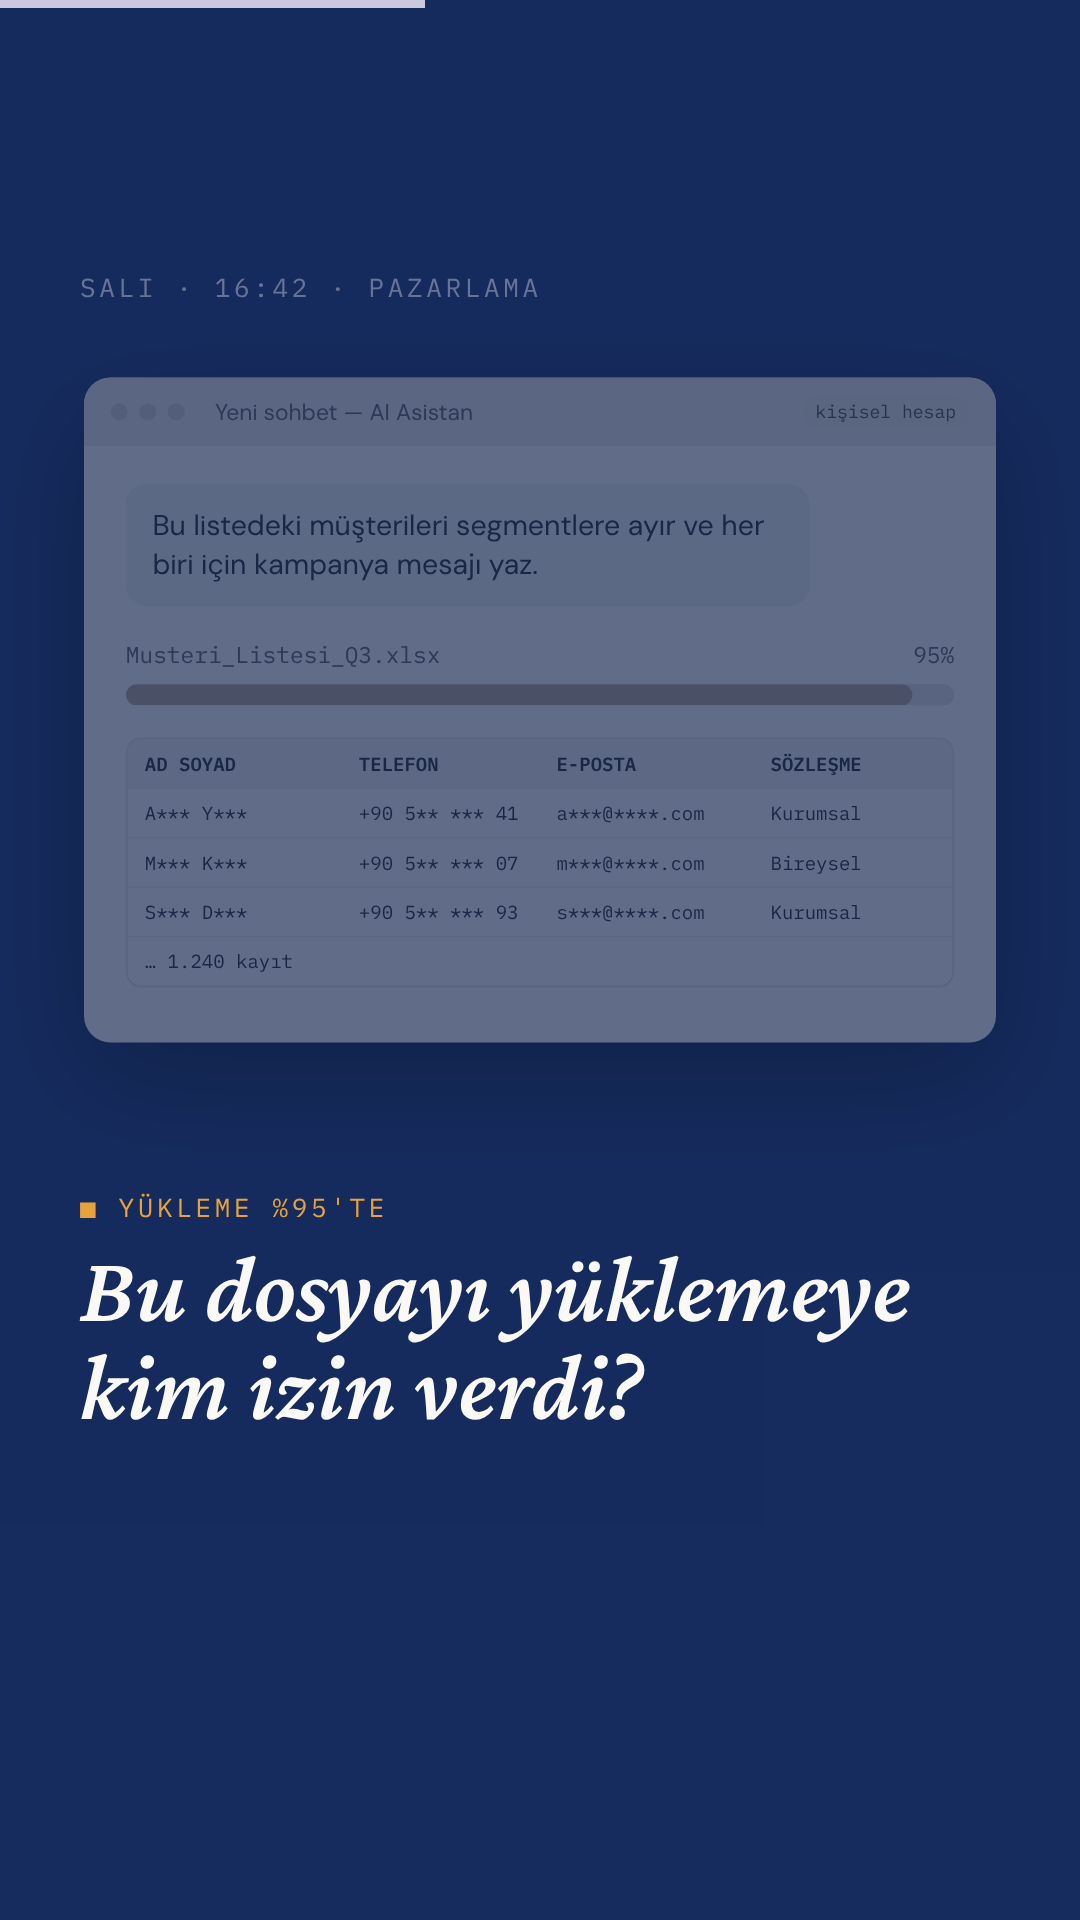 SALI · 16:42 · PAZARLAMA
Yeni sohbet — AI Asistan
kişisel hesap
Bu listedeki müşterileri segmentlere ayır ve her
biri için kampanya mesajı yaz.
Musteri_Listesi_Q3.xlsx 95%
AD SOYAD TELEFON E-POSTA SÖZLEŞME
A*** Y*** +90 5** *** 41 a***@****.com Kurumsal
M*** K*** +90 5** *** 07 m***@****.com Bireysel
S*** D*** +90 5** *** 93 s***@****.com Kurumsal
… 1.240 kayıt
■ YÜKLEME %95'TE
Bu dosyayı yüklemeye
kim izin verdi?